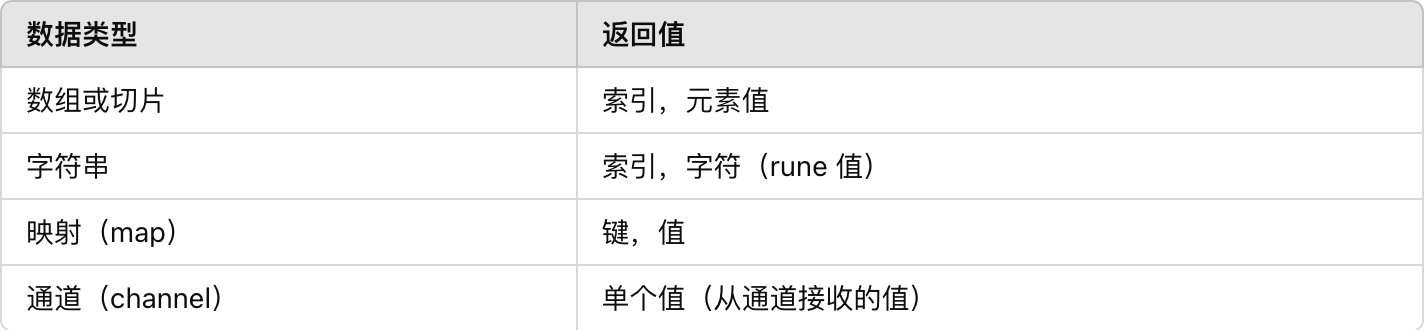 数据类型 返回值
数组或切片 索引，元素值
字符串 索引，字符（rune 值）
映射（map） 键，值
通道（channel） 单个值（从通道接收的值）